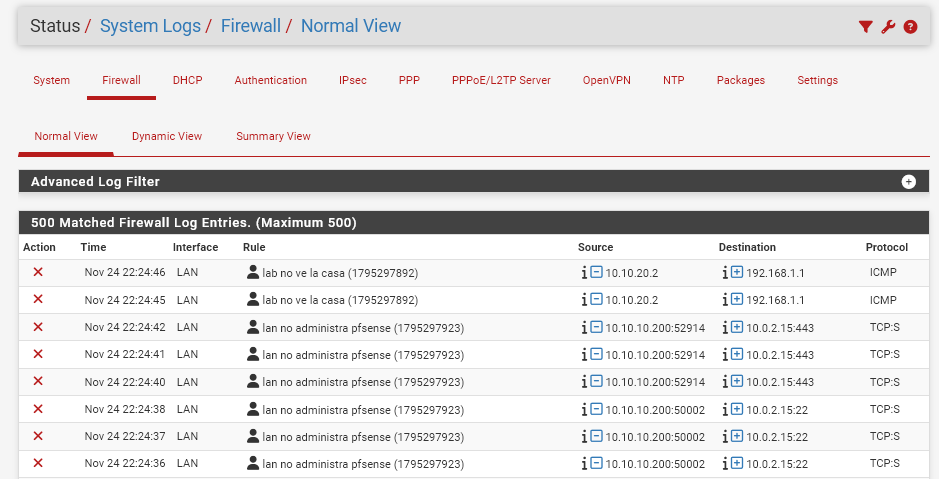 Status / System Logs / Firewall / Normal View
System Firewall DHCP Authentication IPsec PPP PPPoE/L2TP Server OpenVPN NTP Packages Settings
Normal View Dynamic View Summary View
Advanced Log Filter
500 Matched Firewall Log Entries. (Maximum 500)
Action Time Interface Rule Source Destination Protocol
Nov 24 22:24:46 LAN lab no ve la casa (1795297892) 10.10.20.2 192.168.1.1 ICMP
Nov 24 22:24:45 LAN lab no ve la casa (1795297892) 10.10.20.2 192.168.1.1 ICMP
Nov 24 22:24:42 LAN lan no administra pfsense (1795297923) 10.10.10.200:52914 10.0.2.15:443 TCP:S
Nov 24 22:24:41 LAN lan no administra pfsense (1795297923) 10.10.10.200:52914 10.0.2.15:443 TCP:S
Nov 24 22:24:40 LAN lan no administra pfsense (1795297923) 10.10.10.200:52914 10.0.2.15:443 TCP:S
Nov 24 22:24:38 LAN lan no administra pfsense (1795297923) 10.10.10.200:50002 10.0.2.15:22 TCP:S
Nov 24 22:24:37 LAN lan no administra pfsense (1795297923) 10.10.10.200:50002 10.0.2.15:22 TCP:S
Nov 24 22:24:36 LAN lan no administra pfsense (1795297923) 10.10.10.200:50002 10.0.2.15:22 TCP:S